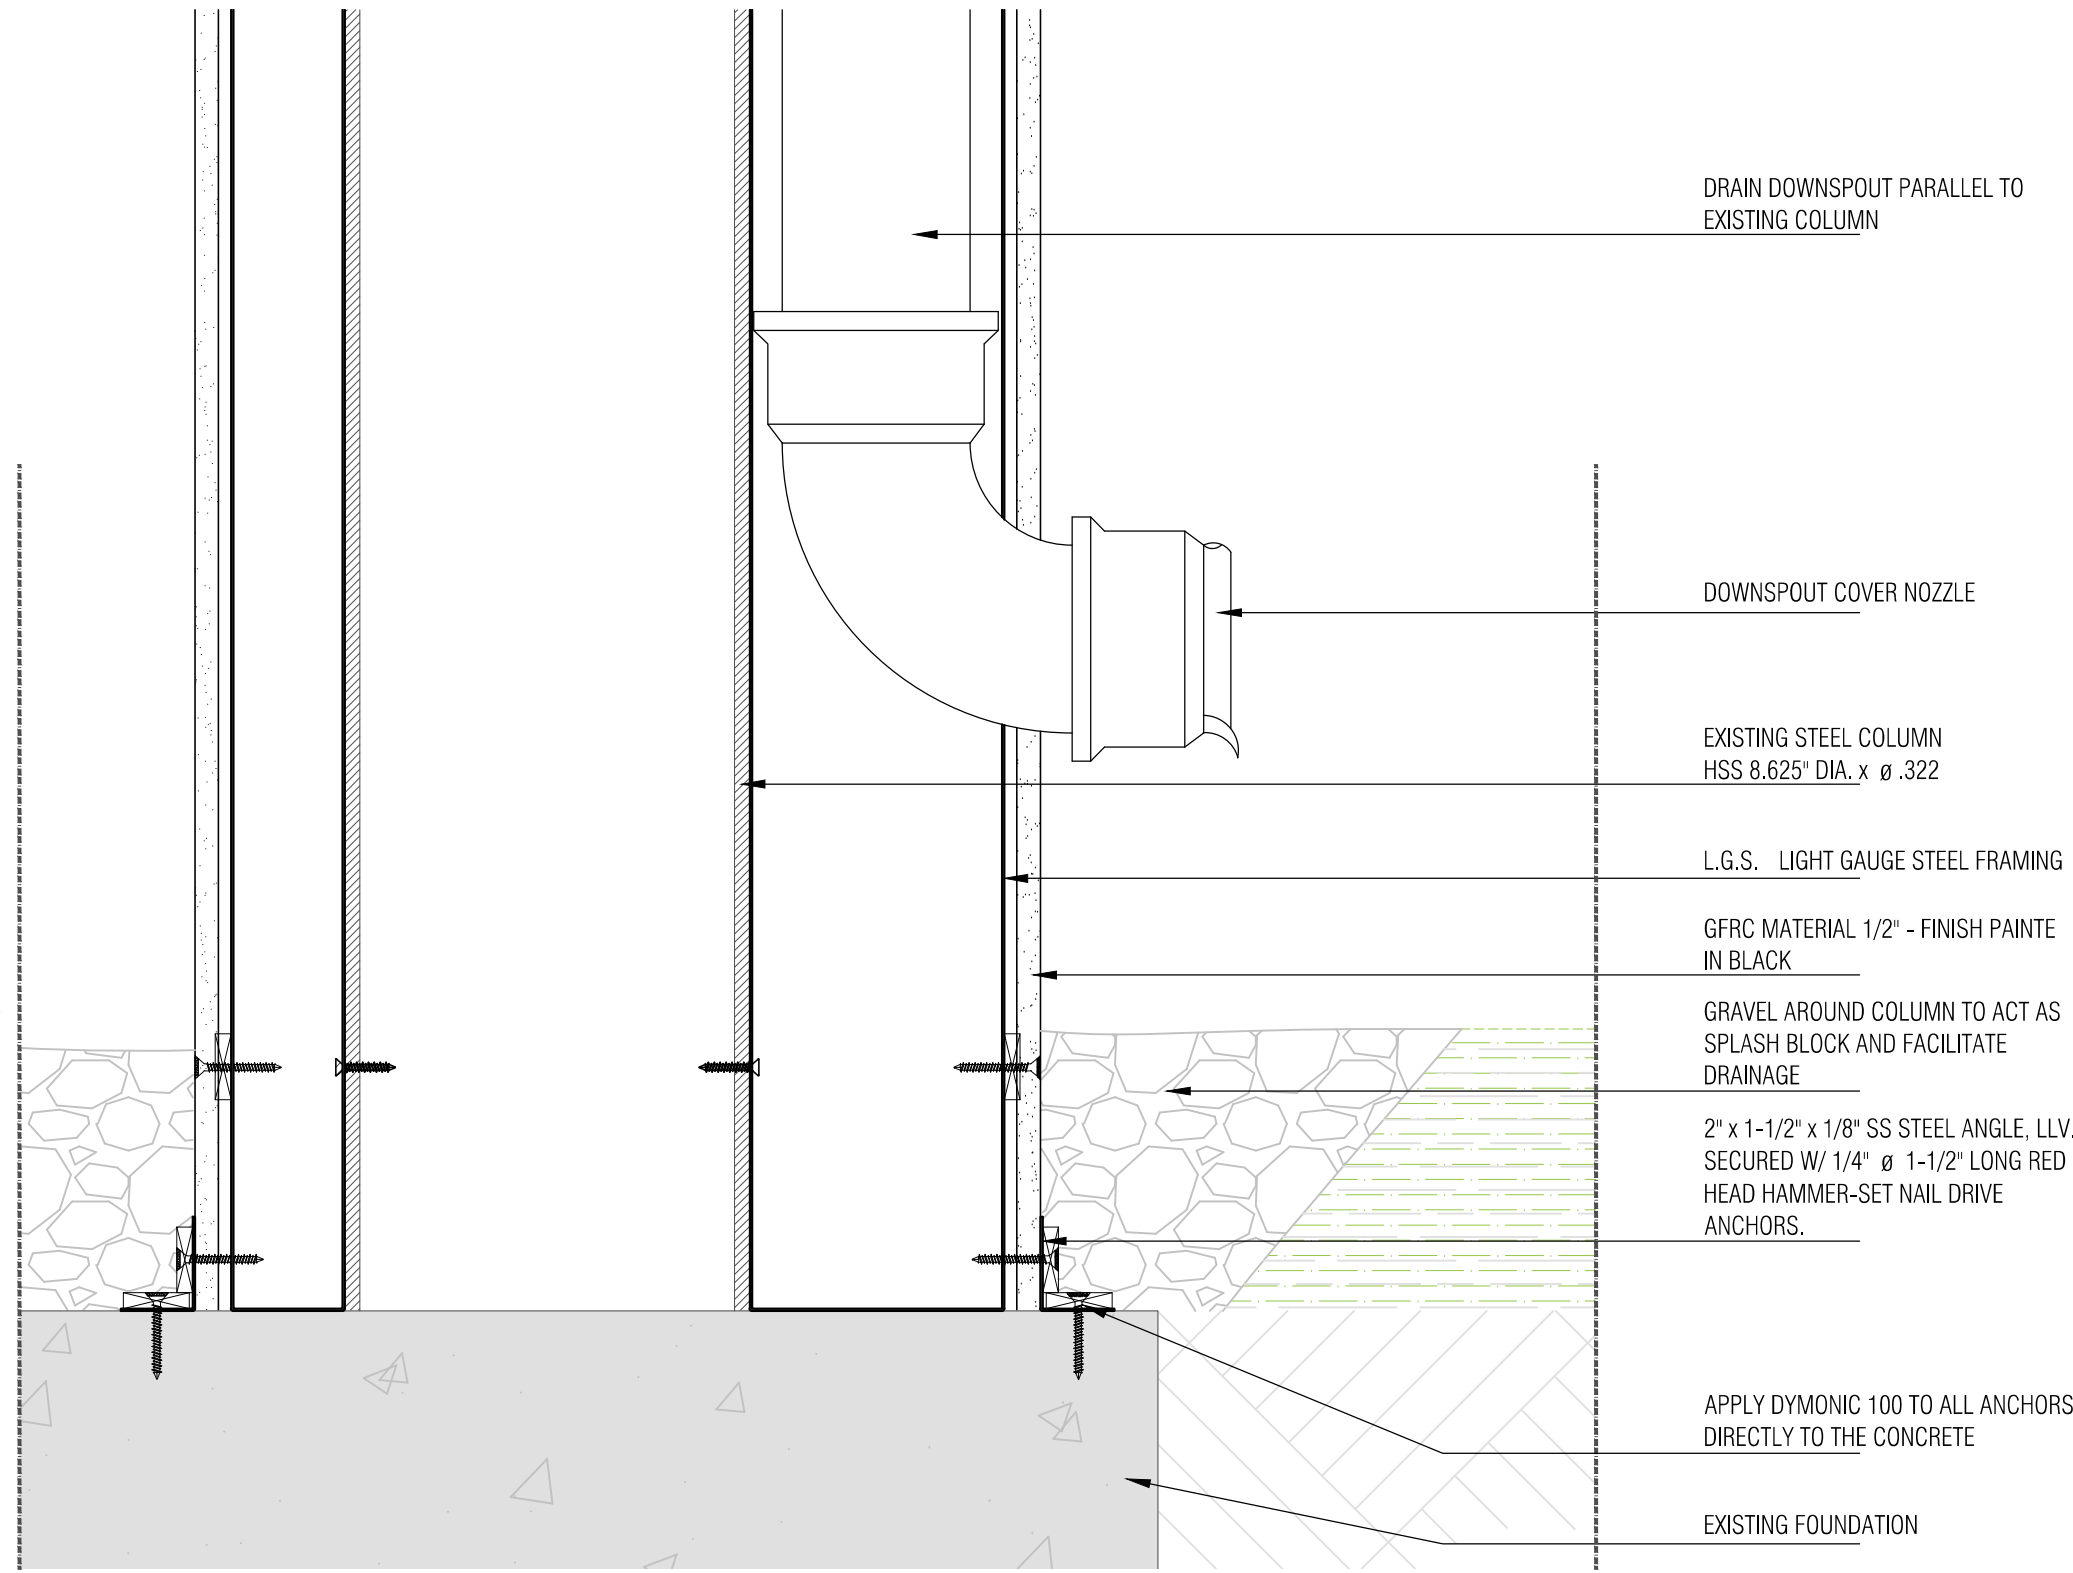 DRAIN DOWNSPOUT PARALLEL TO
EXISTING COLUMN
DOWNSPOUT COVER NOZZLE
EXISTING STEEL COLUMN
HSS 8.625" DIA. x ø .322
L.G.S. LIGHT GAUGE STEEL FRAMING
GFRC MATERIAL 1/2" - FINISH PAINTE
IN BLACK
GRAVEL AROUND COLUMN TO ACT AS
SPLASH BLOCK AND FACILITATE
DRAINAGE
2" x 1-1/2" x 1/8" SS STEEL ANGLE, LLV.
SECURED W/ 1/4" ø 1-1/2" LONG RED
HEAD HAMMER-SET NAIL DRIVE
ANCHORS.
APPLY DYMONIC 100 TO ALL ANCHORS
DIRECTLY TO THE CONCRETE
EXISTING FOUNDATION